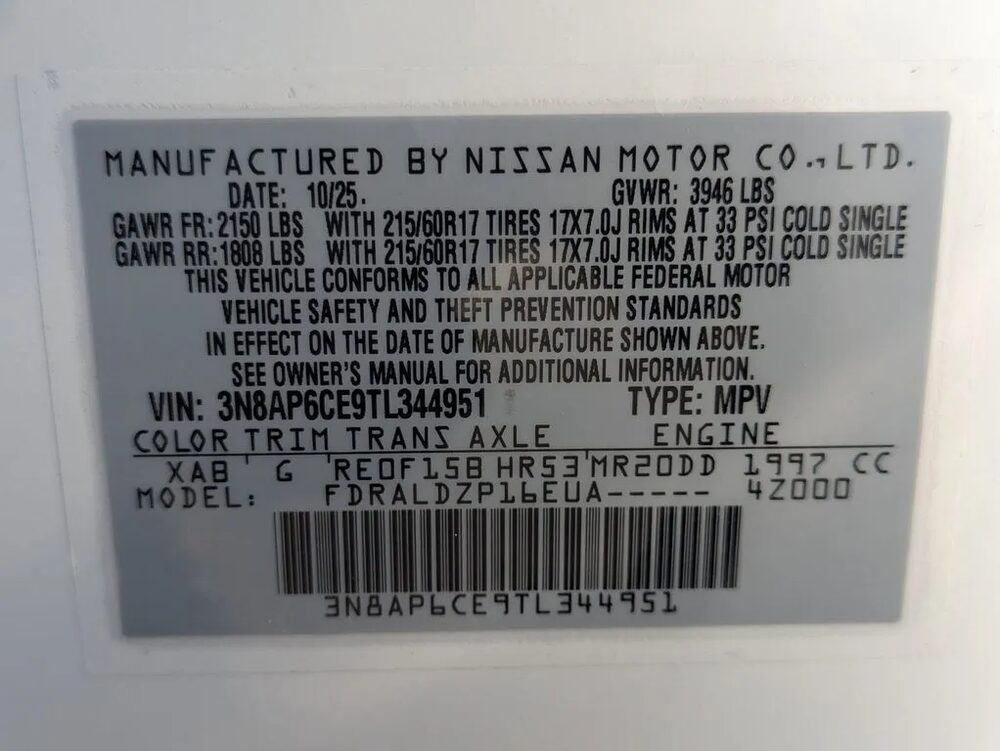 MANUFACTURED BY NISSAN MOTOR CO., LTD.
DATE: 10/25. GVWR: 3946 LBS
GAWR FR: 2150 LBS WITH 215/60R17 TIRES 17X7.0J RIMS AT 33 PSI COLD SINGLE
GAWR RR: 1808 LBS WITH 215/60R17 TIRES 17X7.0J RIMS AT 33 PSI COLD SINGLE
THIS VEHICLE CONFORMS TO ALL APPLICABLE FEDERAL MOTOR
VEHICLE SAFETY AND THEFT PREVENTION STANDARDS
IN EFFECT ON THE DATE OF MANUFACTURE SHOWN ABOVE.
SEE OWNER'S MANUAL FOR ADDITIONAL INFORMATION.
VIN: 3N8AP6CE9TL344951 TYPE: MPV
COLOR TRIM TRANS AXLE ENGINE
XAB G RE0F15B HR53 MR20DD 1997 CC
MODEL: FDRALDZP16EUA----- 4Z000
3N8AP6CE9TL344951